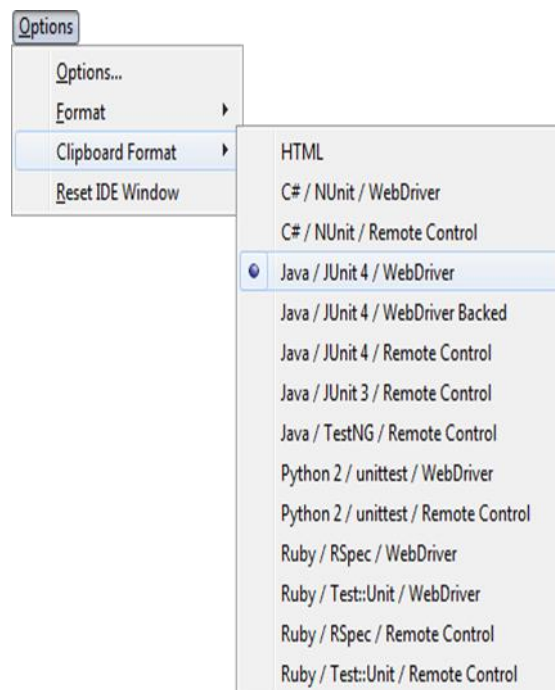 Options
Options...
Format
Clipboard Format
Reset IDE Window
HTML
C# / NUnit / WebDriver
C# / NUnit / Remote Control
Java / JUnit 4 / WebDriver
Java / JUnit 4 / WebDriver Backed
Java / JUnit 4 / Remote Control
Java / JUnit 3 / Remote Control
Java / TestNG / Remote Control
Python 2 / unittest / WebDriver
Python 2 / unittest / Remote Control
Ruby / RSpec / WebDriver
Ruby / Test::Unit / WebDriver
Ruby / RSpec / Remote Control
Ruby / Test::Unit / Remote Control